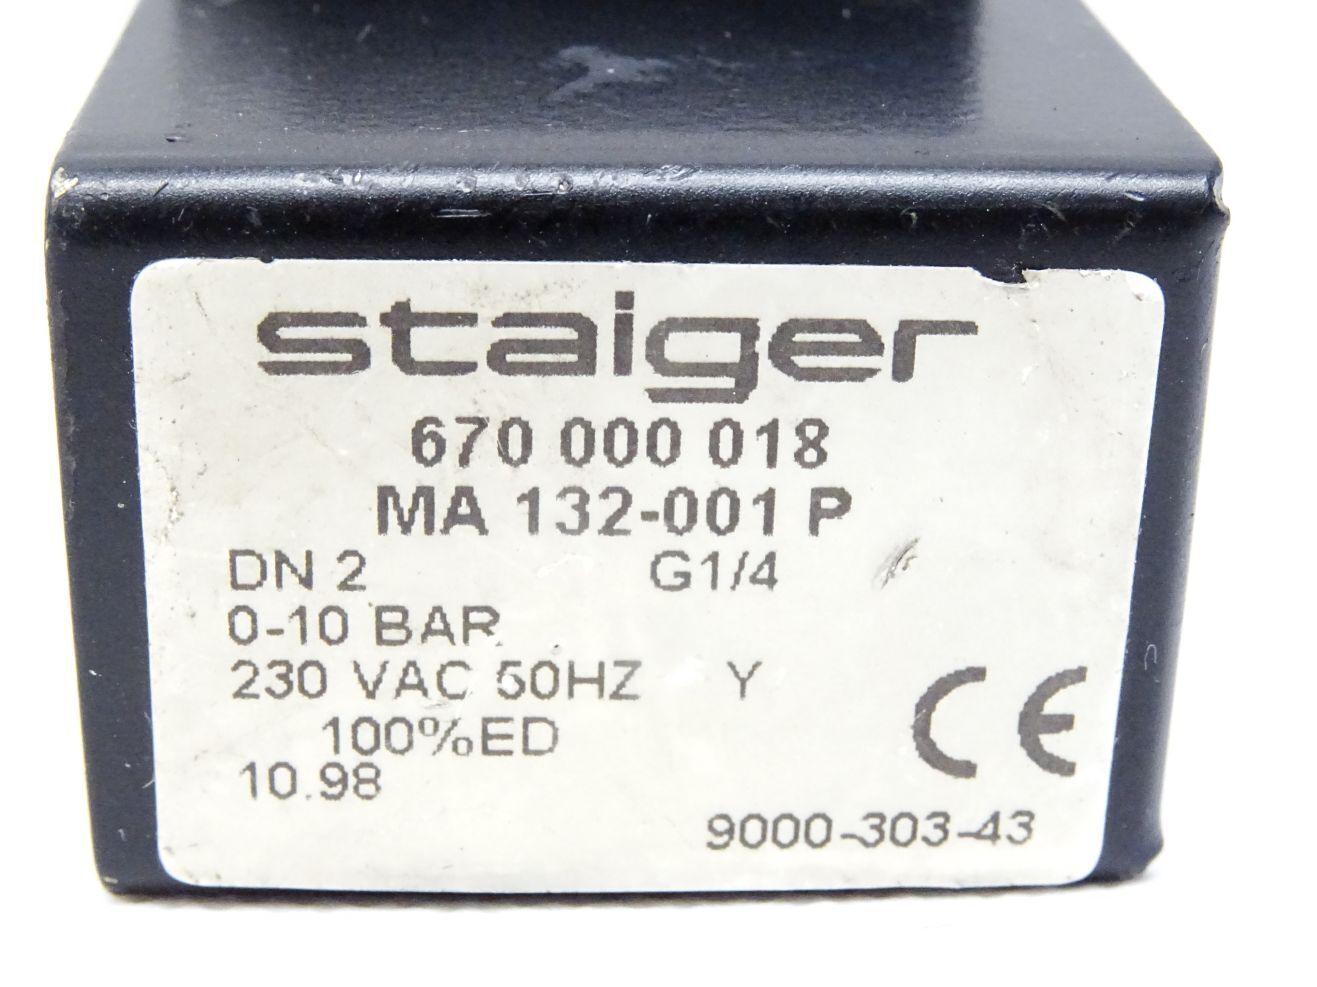 staiger
670 000 018
MA 132-001 P
DN 2 G1/4
0-10 BAR
230 VAC 50HZ Y
100%ED
10.98
CE
9000-303-43